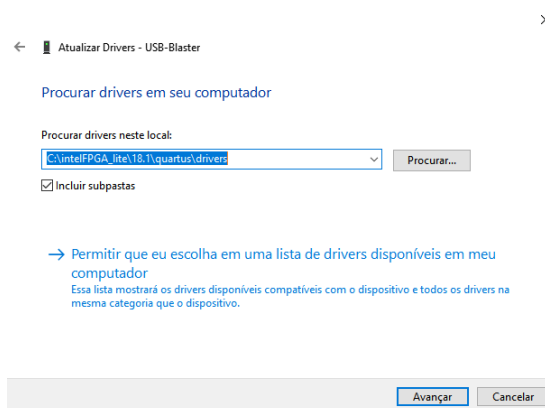 Atualizar Drivers - USB-Blaster
Procurar drivers em seu computador
Procurar drivers neste local:
C:\intelFPGA_lite\18.1\quartus\drivers
Procurar...
Incluir subpastas
Permitir que eu escolha em uma lista de drivers disponíveis em meu
computador
Essa lista mostrará os drivers disponíveis compatíveis com o dispositivo e todos os drivers na
mesma categoria que o dispositivo.
Avançar
Cancelar